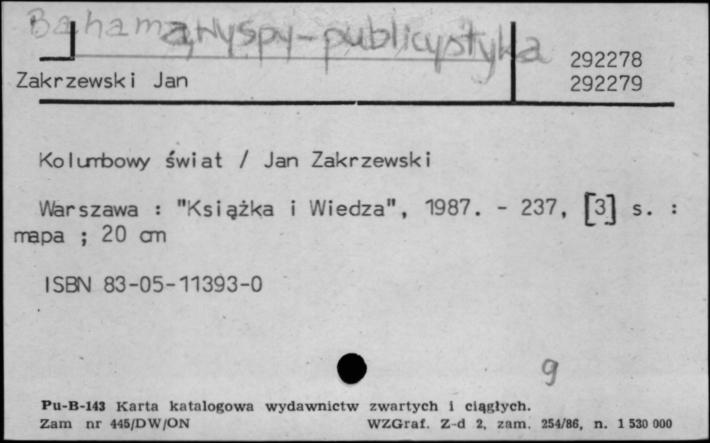 Bahama, wyspy - publicystyka
292278
Zakrzewski Jan
292279
Kolumbowy świat / Jan Zakrzewski
Warszawa : "Książka i Wiedza", 1987. - 237, [3] s. :
mapa ; 20 cm
ISBN 83-05-11393-0
g
Pu-B-143 Karta katalogowa wydawnictw zwartych i ciągłych.
Zam nr 445/DW/ON WZGraf. Z-d 2, zam. 254/86, n. 1 530 000